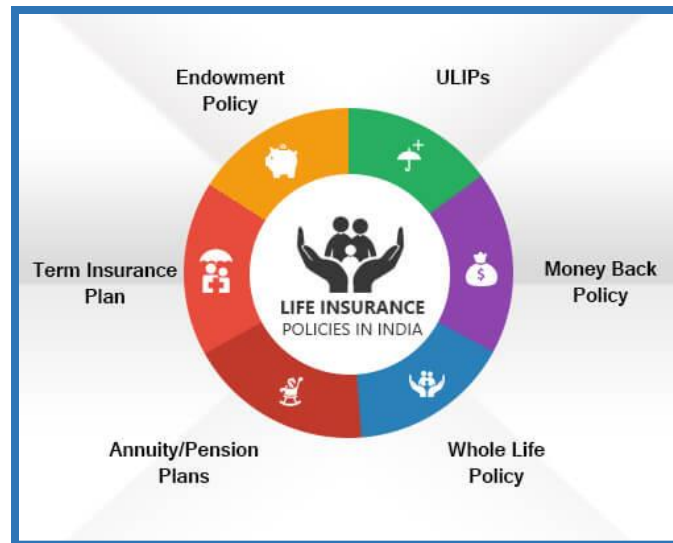 Endowment
Policy
ULIPs
Term Insurance
Plan
LIFE INSURANCE
POLICIES IN INDIA
$
Money Back
Policy
Annuity/Pension
Plans
Whole Life
Policy